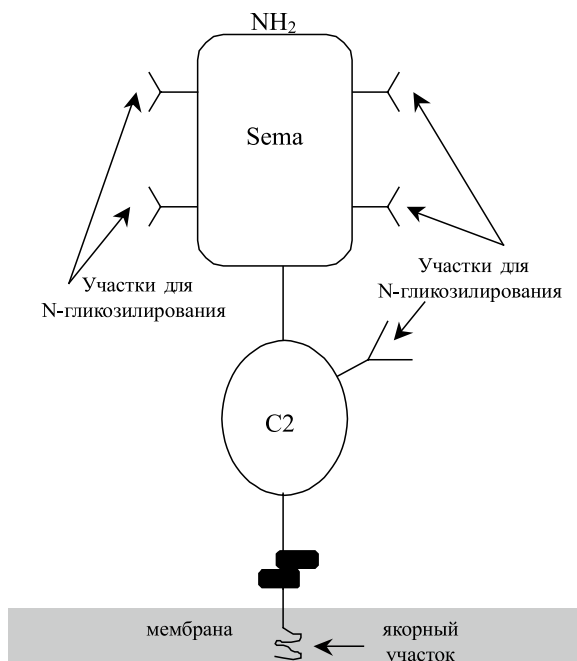 NH₂
Sema
Участки для
N-гликозилирования
Участки для
N-гликозилирования
C2
мембрана
якорный
участок